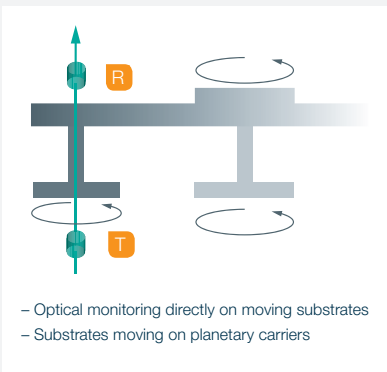 R
T
– Optical monitoring directly on moving substrates
– Substrates moving on planetary carriers